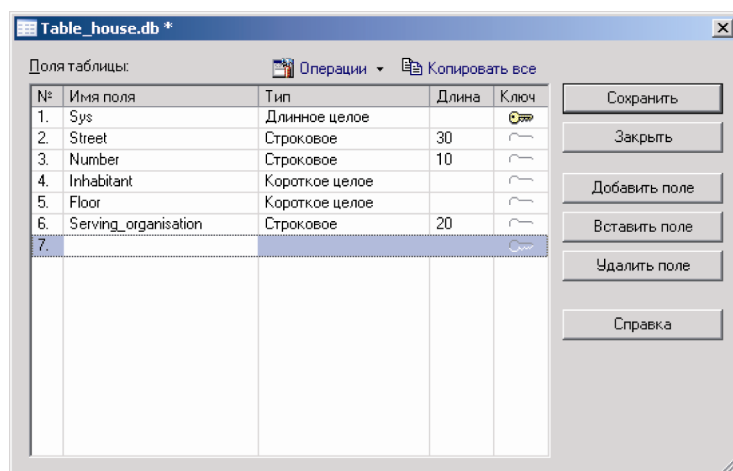 Table_house.db *
Поля таблицы: Операции Копировать все
№ Имя поля Тип Длина Ключ
1. Sys Длинное целое
2. Street Строковое 30
3. Number Строковое 10
4. Inhabitant Короткое целое
5. Floor Короткое целое
6. Serving_organisation Строковое 20
7.
Сохранить
Закрыть
Добавить поле
Вставить поле
Удалить поле
Справка